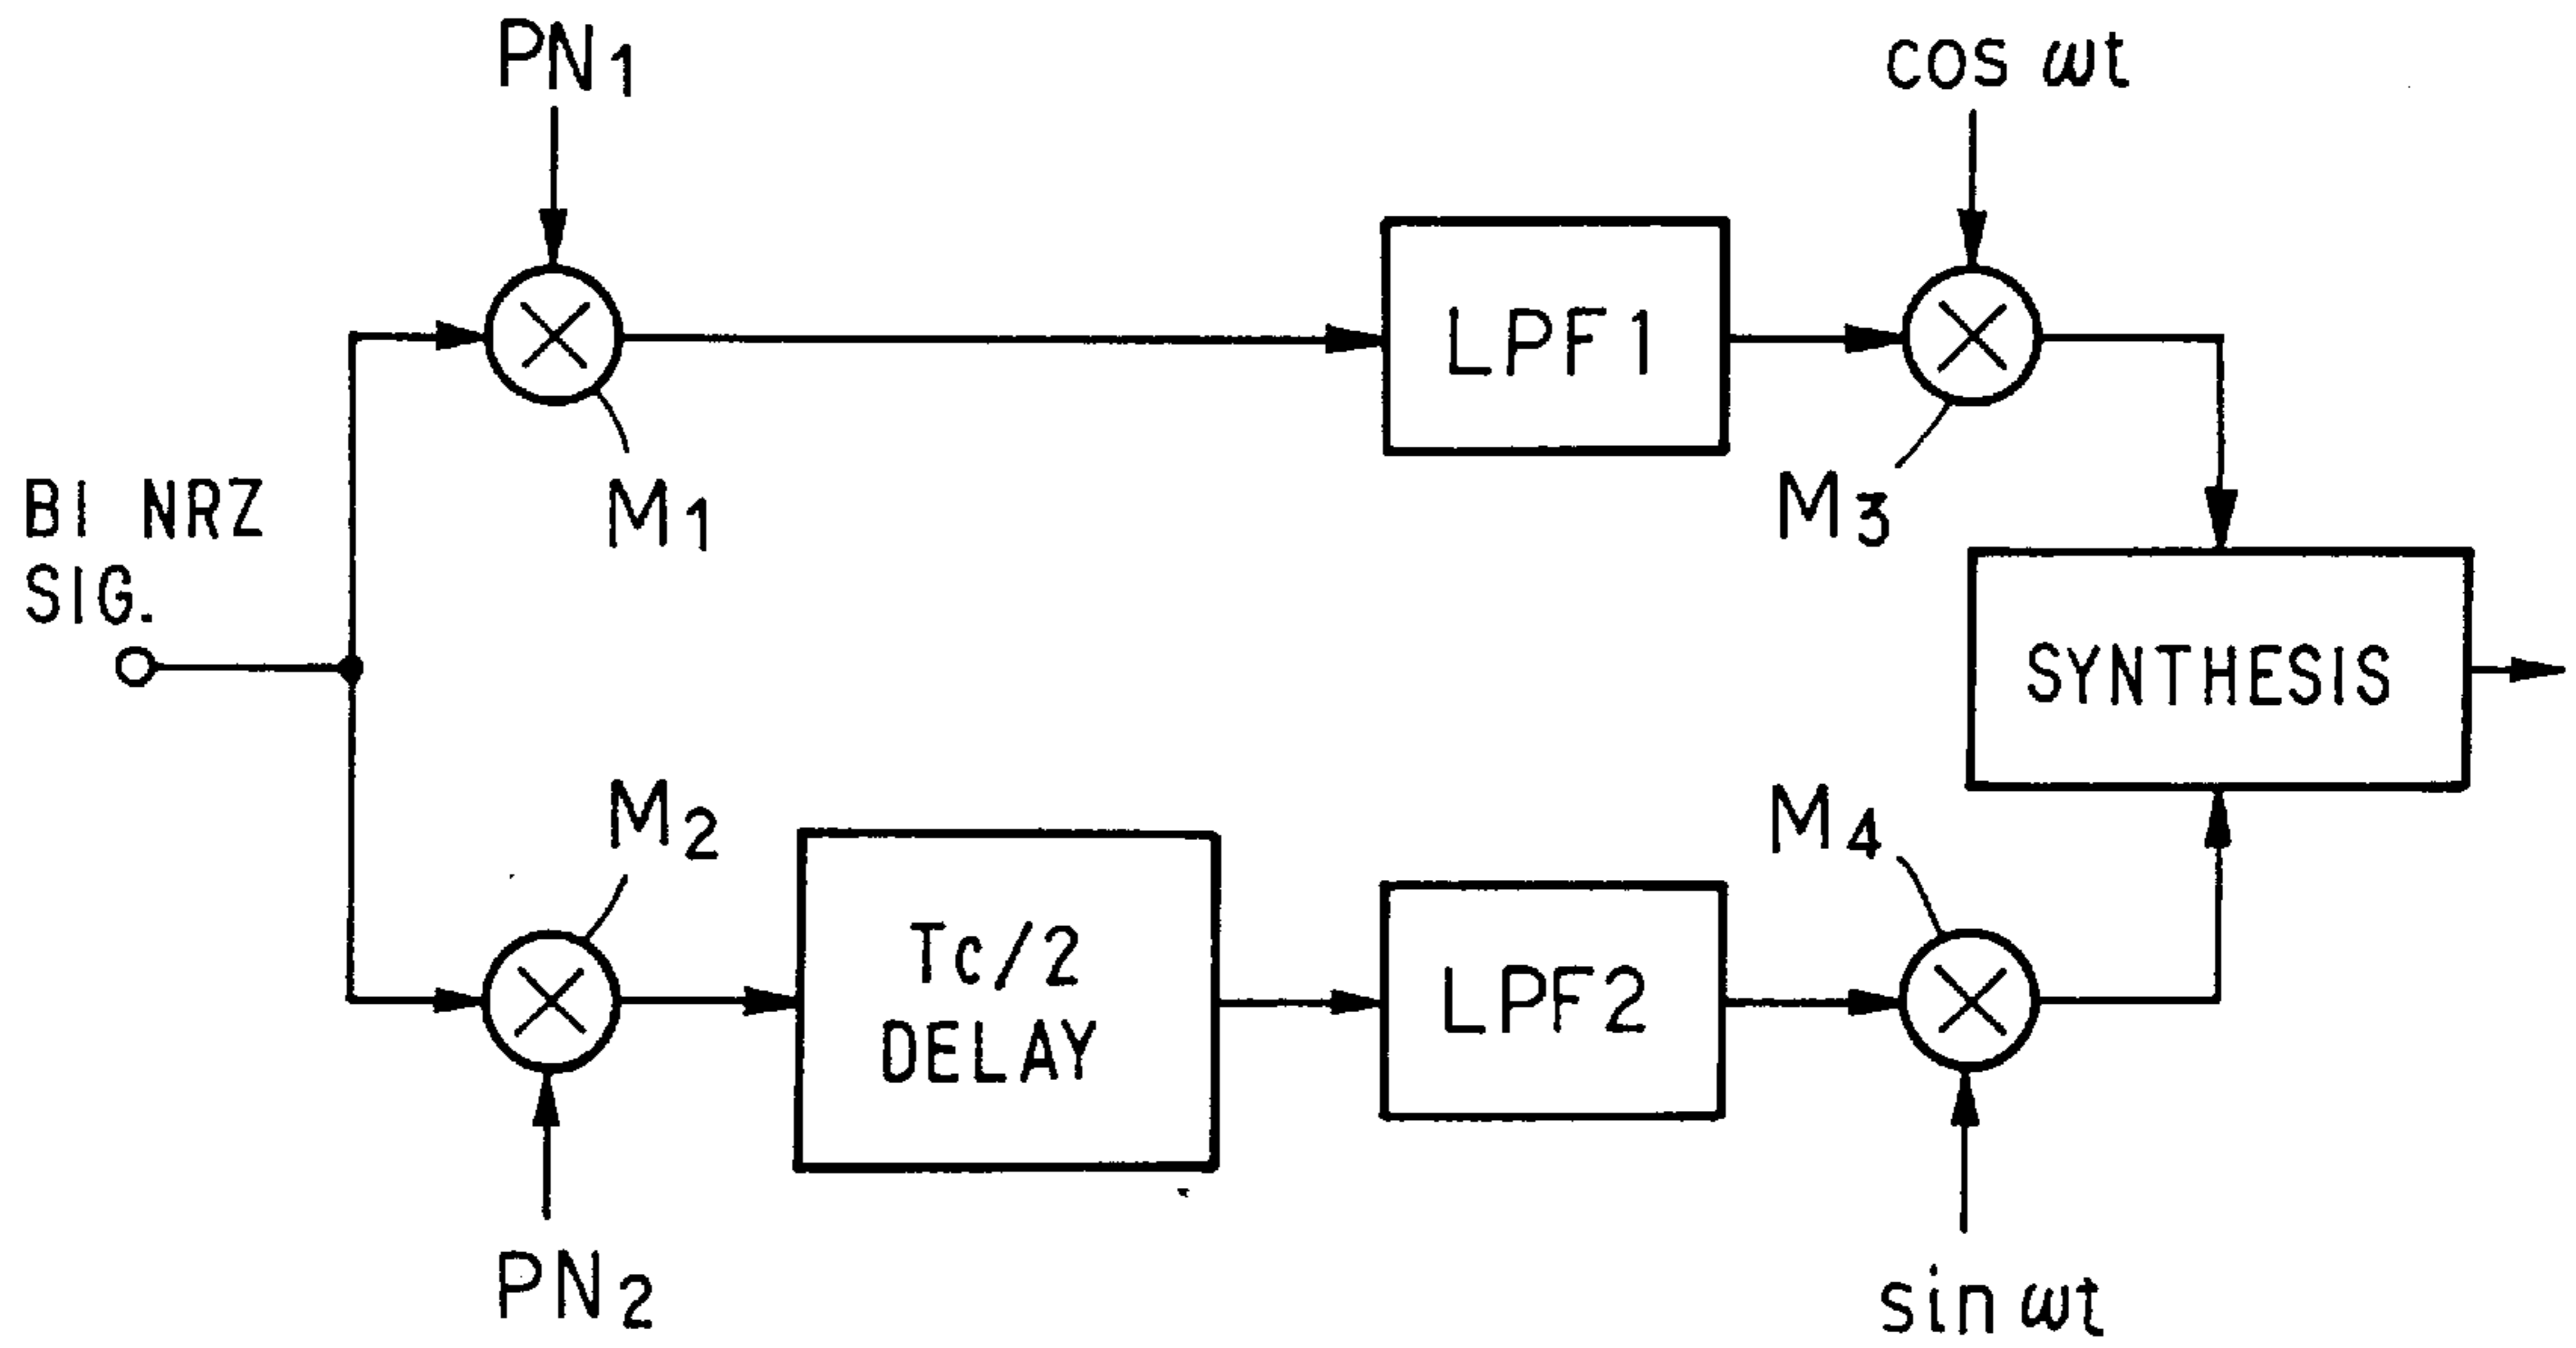 PN1
cos ωt
LPF1
M1
M3
BI NRZ
SIG.
SYNTHESIS
M2
M4
Tc/2
DELAY
LPF2
PN2
sin ωt